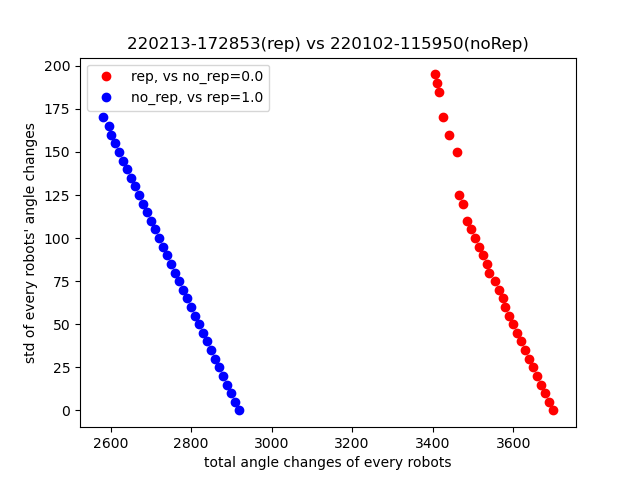 220213-172853(rep) vs 220102-115950(noRep)
rep, vs no_rep=0.0
no_rep, vs rep=1.0
200
175
150
125
100
75
50
25
0
std of every robots' angle changes
2600 2800 3000 3200 3400 3600
total angle changes of every robots